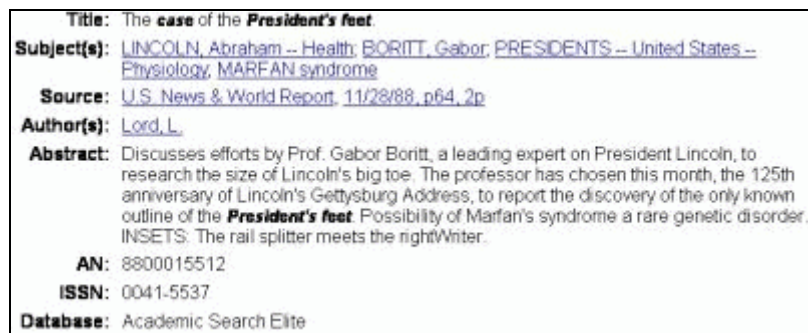 Title: The case of the President's feet.
Subject(s): LINCOLN, Abraham -- Health; BORITT, Gabor; PRESIDENTS -- United States --
Physiology; MARFAN syndrome
Source: U.S. News & World Report, 11/28/88, p64, 2p
Author(s): Lord, L.
Abstract: Discusses efforts by Prof. Gabor Boritt, a leading expert on President Lincoln, to
research the size of Lincoln's big toe. The professor has chosen this month, the 125th
anniversary of Lincoln's Gettysburg Address, to report the discovery of the only known
outline of the President's feet. Possibility of Marfan's syndrome a rare genetic disorder.
INSETS: The rail splitter meets the rightWriter.
AN: 8800015512
ISSN: 0041-5537
Database: Academic Search Elite